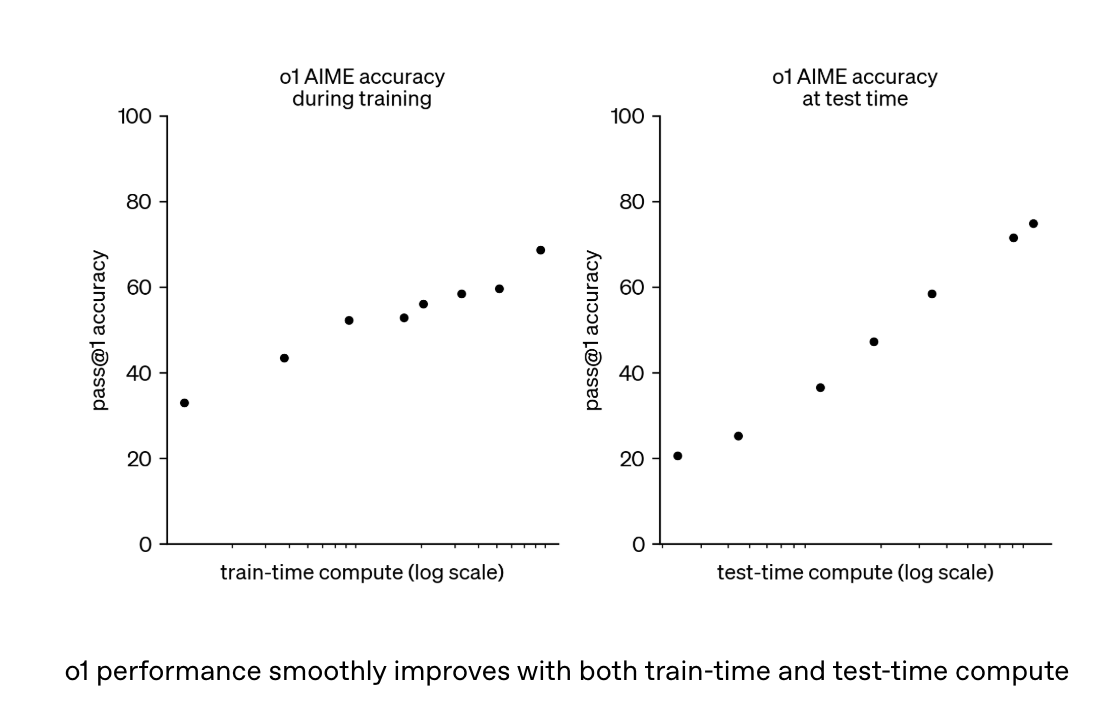 o1 AIME accuracy
during training
100
80
60
40
20
0
pass@1 accuracy
train-time compute (log scale)
o1 AIME accuracy
at test time
100
80
60
40
20
0
pass@1 accuracy
test-time compute (log scale)
o1 performance smoothly improves with both train-time and test-time compute